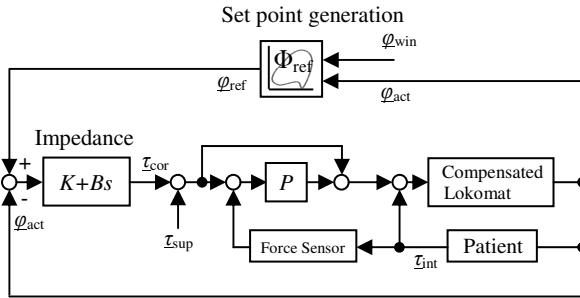 Set point generation
φwin
Φref
φref
φact
Impedance
+
K+Bs
τcor
P
Compensated
Lokomat
-
φact
τsup
Force Sensor
τint
Patient